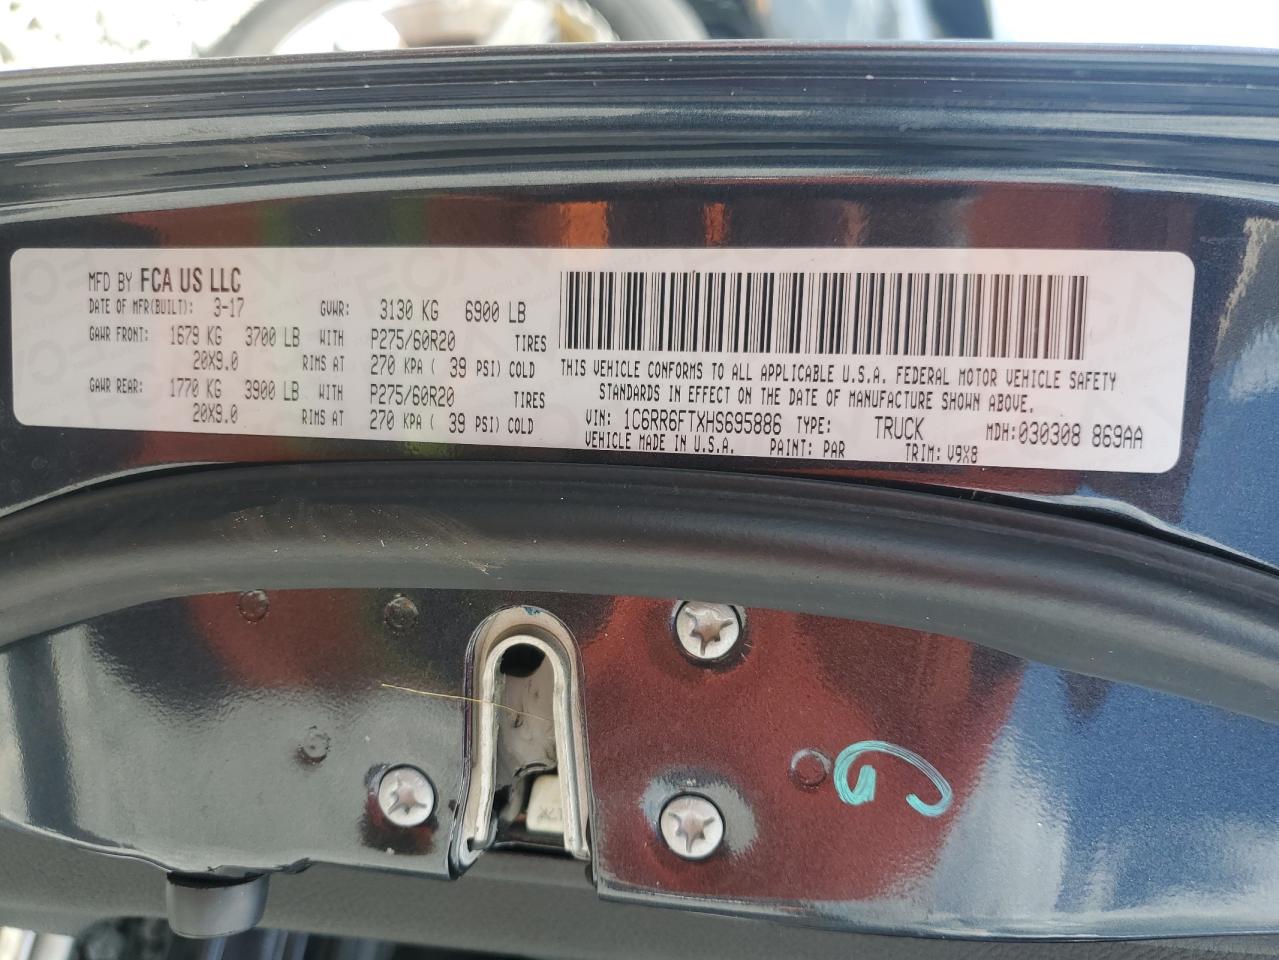 MFD BY FCA US LLC
DATE OF MFR(BUILT): 3-17 GVWR: 3130 KG 6900 LB
GAWR FRONT: 1679 KG 3700 LB WITH P275/60R20 TIRES
20X9.0 RIMS AT 270 KPA ( 39 PSI) COLD
GAWR REAR: 1770 KG 3900 LB WITH P275/60R20 TIRES
20X9.0 RIMS AT 270 KPA ( 39 PSI) COLD
THIS VEHICLE CONFORMS TO ALL APPLICABLE U.S.A. FEDERAL MOTOR VEHICLE SAFETY
STANDARDS IN EFFECT ON THE DATE OF MANUFACTURE SHOWN ABOVE.
VIN: 1C6RR6FTXHS695886 TYPE: TRUCK MDH:030308 869AA
VEHICLE MADE IN U.S.A. PAINT: PAR TRIM: V9X8